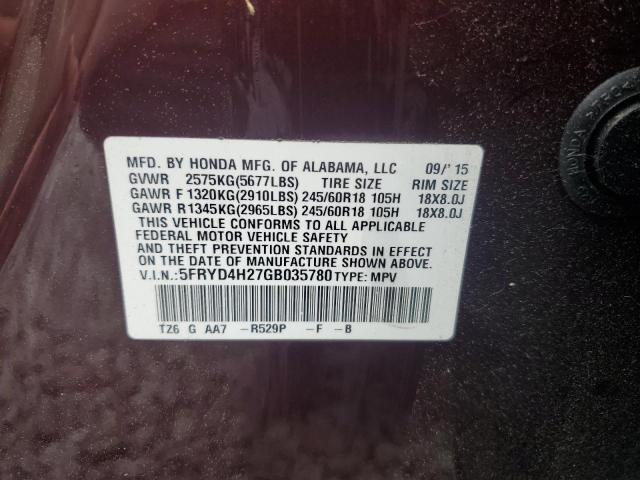 MFD. BY HONDA MFG. OF ALABAMA, LLC 09/'15
GVWR 2575KG(5677LBS) TIRE SIZE RIM SIZE
GAWR F 1320KG(2910LBS) 245/60R18 105H 18X8.0J
GAWR R1345KG(2965LBS) 245/60R18 105H 18X8.0J
THIS VEHICLE CONFORMS TO ALL APPLICABLE
FEDERAL MOTOR VEHICLE SAFETY
AND THEFT PREVENTION STANDARDS IN EFFECT
ON THE DATE OF MANUFACTURE SHOWN ABOVE.
V.I.N.:5FRYD4H27GB035780 TYPE: MPV
TZ6 G AA7 -R529P -F -B
HONDA